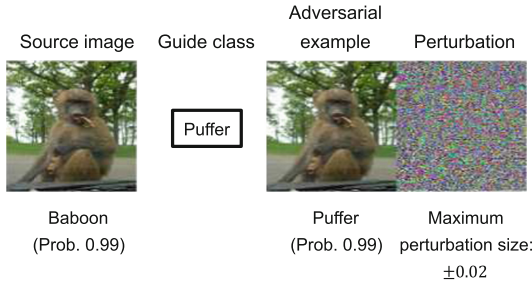 Source image
Guide class
Adversarial
example
Perturbation
Puffer
Baboon
(Prob. 0.99)
Puffer
(Prob. 0.99)
Maximum
perturbation size:
±0.02